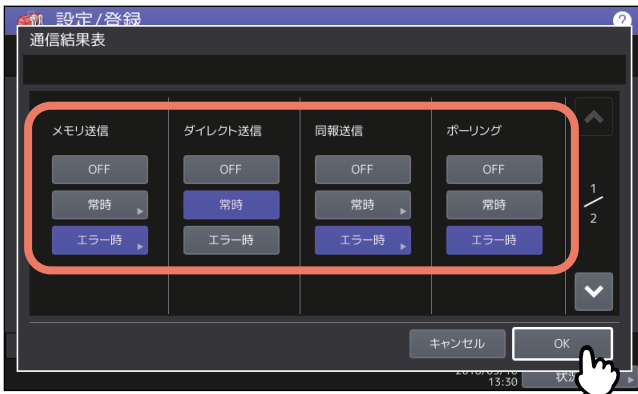 設定/登録
?
通信結果表
メモリ送信 ダイレクト送信 同報送信 ポーリング
OFF OFF OFF OFF
常時 常時 常時 常時
エラー時 エラー時 エラー時 エラー時
1
2
キャンセル OK
13:30